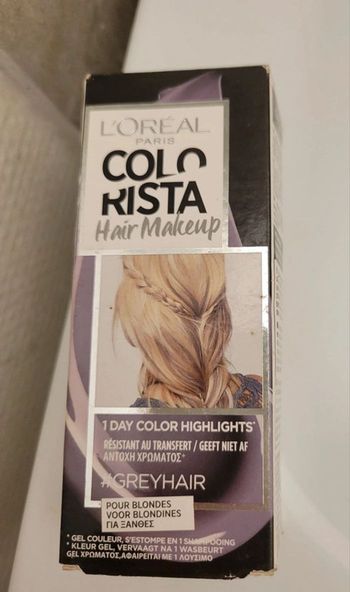 L'ORÉAL
PARIS
COLO
RISTA
Hair Makeup
1 DAY COLOR HIGHLIGHTS*
RÉSISTANT AU TRANSFERT / GEEFT NIET AF
ΑΝΤΟΧΗ ΧΡΩΜΑΤΟΣ*
#GREYHAIR
POUR BLONDES
VOOR BLONDINES
ΓΙΑ ΞΑΝΘΕΣ
* GEL COULEUR, S'ESTOMPE EN 1 SHAMPOOING
* KLEUR GEL, VERVAAGT NA 1 WASBEURT
GEL ΧΡΩΜΑΤΟΣ, ΑΦΑΙΡΕΙΤΑΙ ΜΕ 1 ΛΟΥΣΙΜΟ